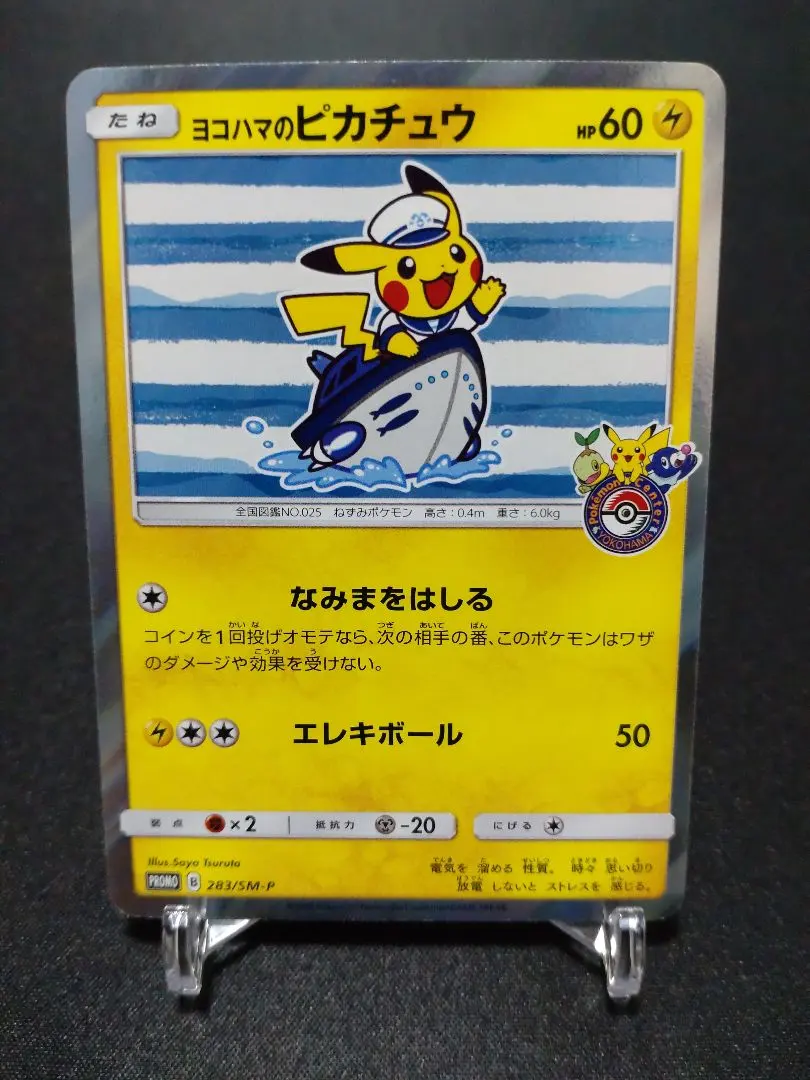 たね ヨコハマのピカチュウ HP60
全国図鑑NO.025 ねずみポケモン 高さ:0.4m 重さ:6.0kg
Pokémon Center
YOKOHAMA
なみまをはしる
コインを1回投げオモテなら、次の相手の番、このポケモンはワザ
のダメージや効果を受けない。
エレキボール 50
弱点 ×2 抵抗力 -20 にげる
Illus.Saya Tsuruta
電気を 溜める 性質。 時々 思い切り
放電 しないと ストレスを 感じる。
PROMO B 283/SM-P